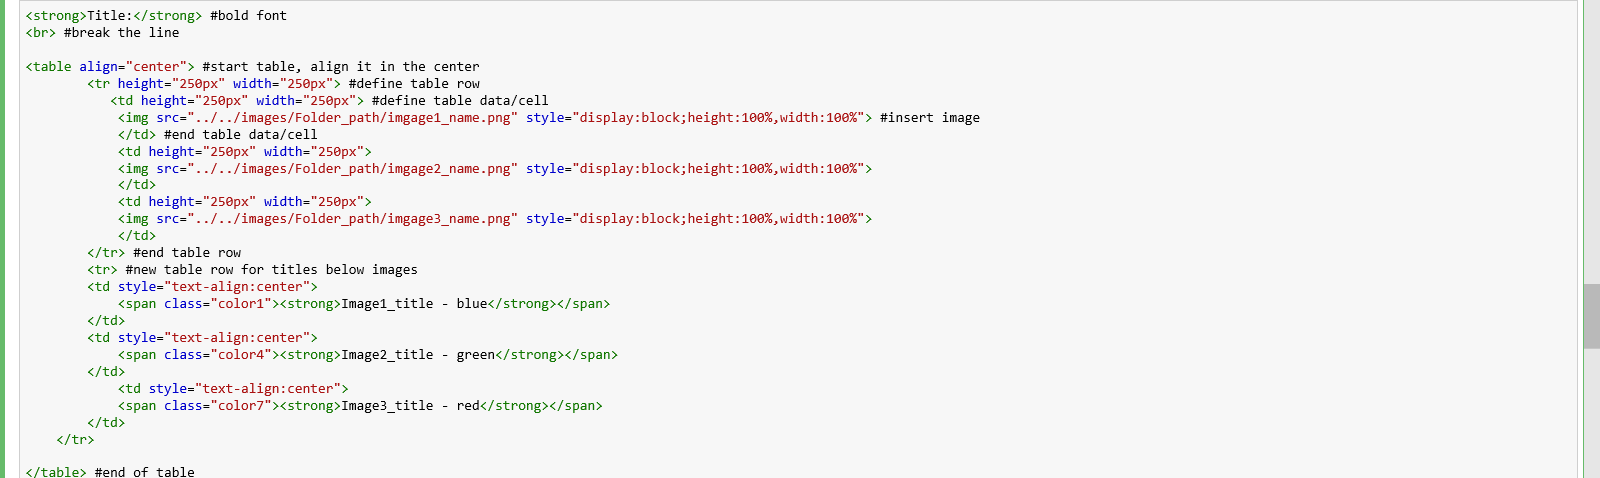 <strong>Title:</strong> #bold font
<br> #break the line
<table align="center"> #start table, align it in the center
<tr height="250px" width="250px"> #define table row
<td height="250px" width="250px"> #define table data/cell
<img src="../../images/Folder_path/imgage1_name.png" style="display:block;height:100%,width:100%"> #insert image
</td> #end table data/cell
<td height="250px" width="250px">
<img src="../../images/Folder_path/imgage2_name.png" style="display:block;height:100%,width:100%">
</td>
<td height="250px" width="250px">
<img src="../../images/Folder_path/imgage3_name.png" style="display:block;height:100%,width:100%">
</td>
</tr> #end table row
<tr> #new table row for titles below images
<td style="text-align:center">
<span class="color1"><strong>Image1_title - blue</strong></span>
</td>
<td style="text-align:center">
<span class="color4"><strong>Image2_title - green</strong></span>
</td>
<td style="text-align:center">
<span class="color7"><strong>Image3_title - red</strong></span>
</td>
</tr>
</table> #end of table